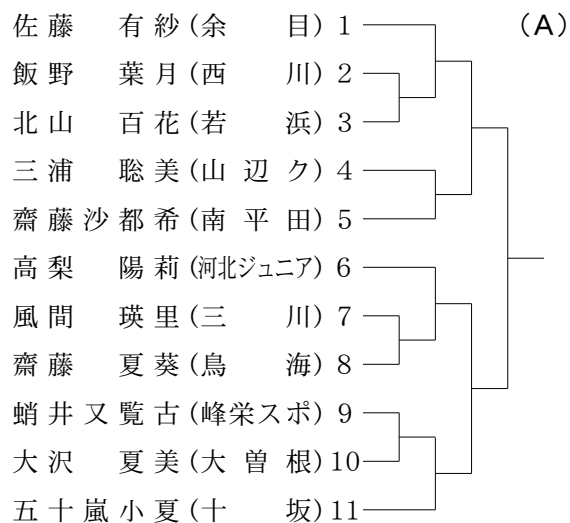 佐藤　有紗(余　目) 1
(A)
飯野　葉月(西　川) 2
北山　百花(若　浜) 3
三浦　聡美(山辺ク) 4
齋藤沙都希(南平田) 5
高梨　陽莉(河北ジュニア) 6
風間　瑛里(三　川) 7
齋藤　夏葵(鳥　海) 8
蛸井又覧古(峰栄スポ) 9
大沢　夏美(大曽根)10
五十嵐小夏(十　坂)11